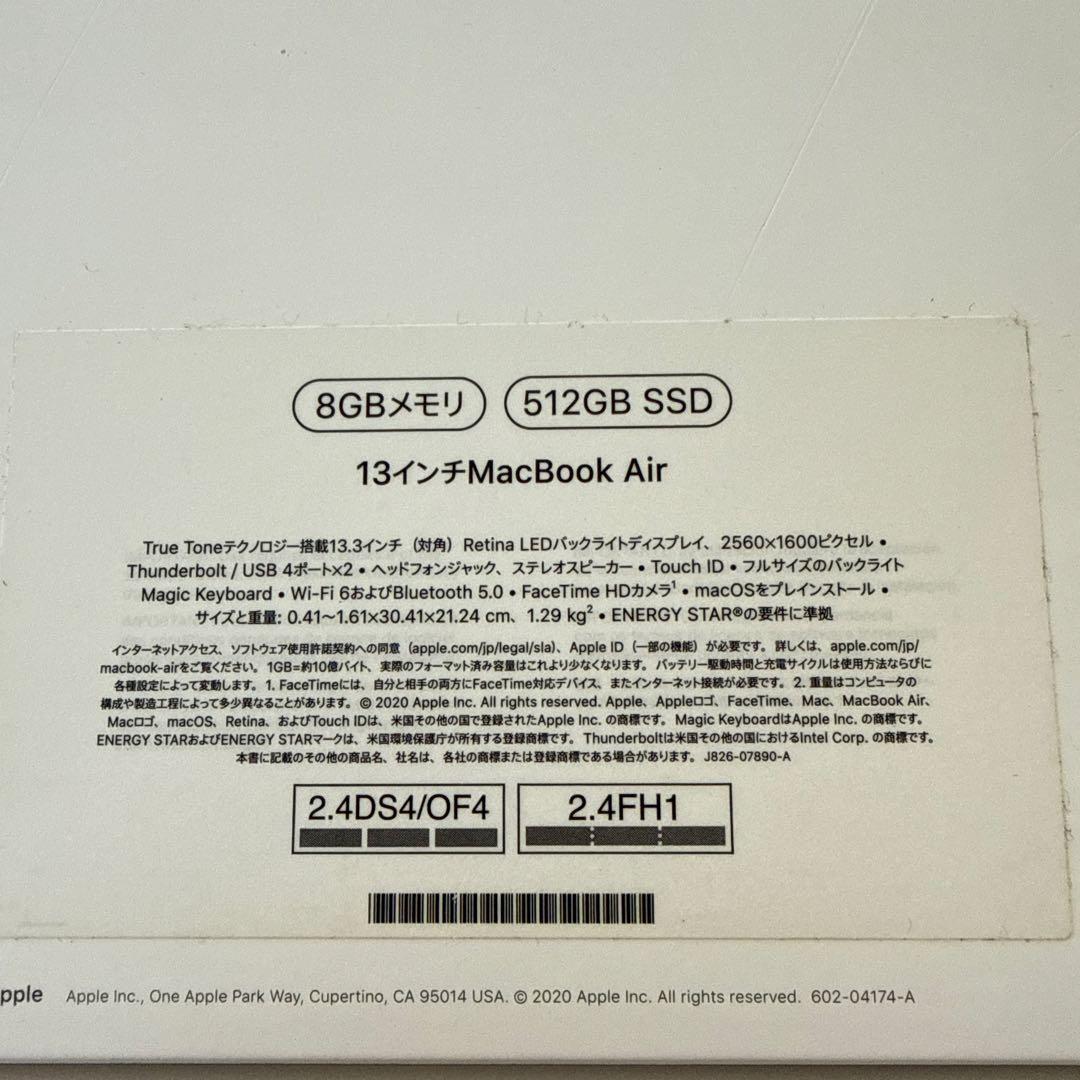 8GBメモリ 512GB SSD
13インチMacBook Air
True Toneテクノロジー搭載13.3インチ（対角）Retina LEDバックライトディスプレイ、2560×1600ピクセル •
Thunderbolt / USB 4ポート×2 • ヘッドフォンジャック、ステレオスピーカー • Touch ID • フルサイズのバックライト
Magic Keyboard • Wi-Fi 6およびBluetooth 5.0 • FaceTime HDカメラ¹ • macOSをプレインストール •
サイズと重量: 0.41〜1.61×30.41×21.24 cm、1.29 kg² • ENERGY STAR®の要件に準拠
インターネットアクセス、ソフトウェア使用許諾契約への同意（apple.com/jp/legal/sla）、Apple ID（一部の機能）が必要です。詳しくは、apple.com/jp/
macbook-airをご覧ください。1GB=約10億バイト、実際のフォーマット済み容量はこれより少なくなります。バッテリー駆動時間と充電サイクルは使用方法ならびに
各種設定によって変動します。1. FaceTimeには、自分と相手の両方にFaceTime対応デバイス、またインターネット接続が必要です。2. 重量はコンピュータの
構成や製造工程によって多少異なることがあります。© 2020 Apple Inc. All rights reserved. Apple、Appleロゴ、FaceTime、Mac、MacBook Air、
Macロゴ、macOS、Retina、およびTouch IDは、米国その他の国で登録されたApple Inc. の商標です。Magic KeyboardはApple Inc. の商標です。
ENERGY STARおよびENERGY STARマークは、米国環境保護庁が所有する登録商標です。Thunderboltは米国その他の国におけるIntel Corp. の商標です。
本書に記載のその他の商品名、社名は、各社の商標または登録商標である場合があります。J826-07890-A
2.4DS4/OF4 2.4FH1
pple Apple Inc., One Apple Park Way, Cupertino, CA 95014 USA. © 2020 Apple Inc. All rights reserved. 602-04174-A